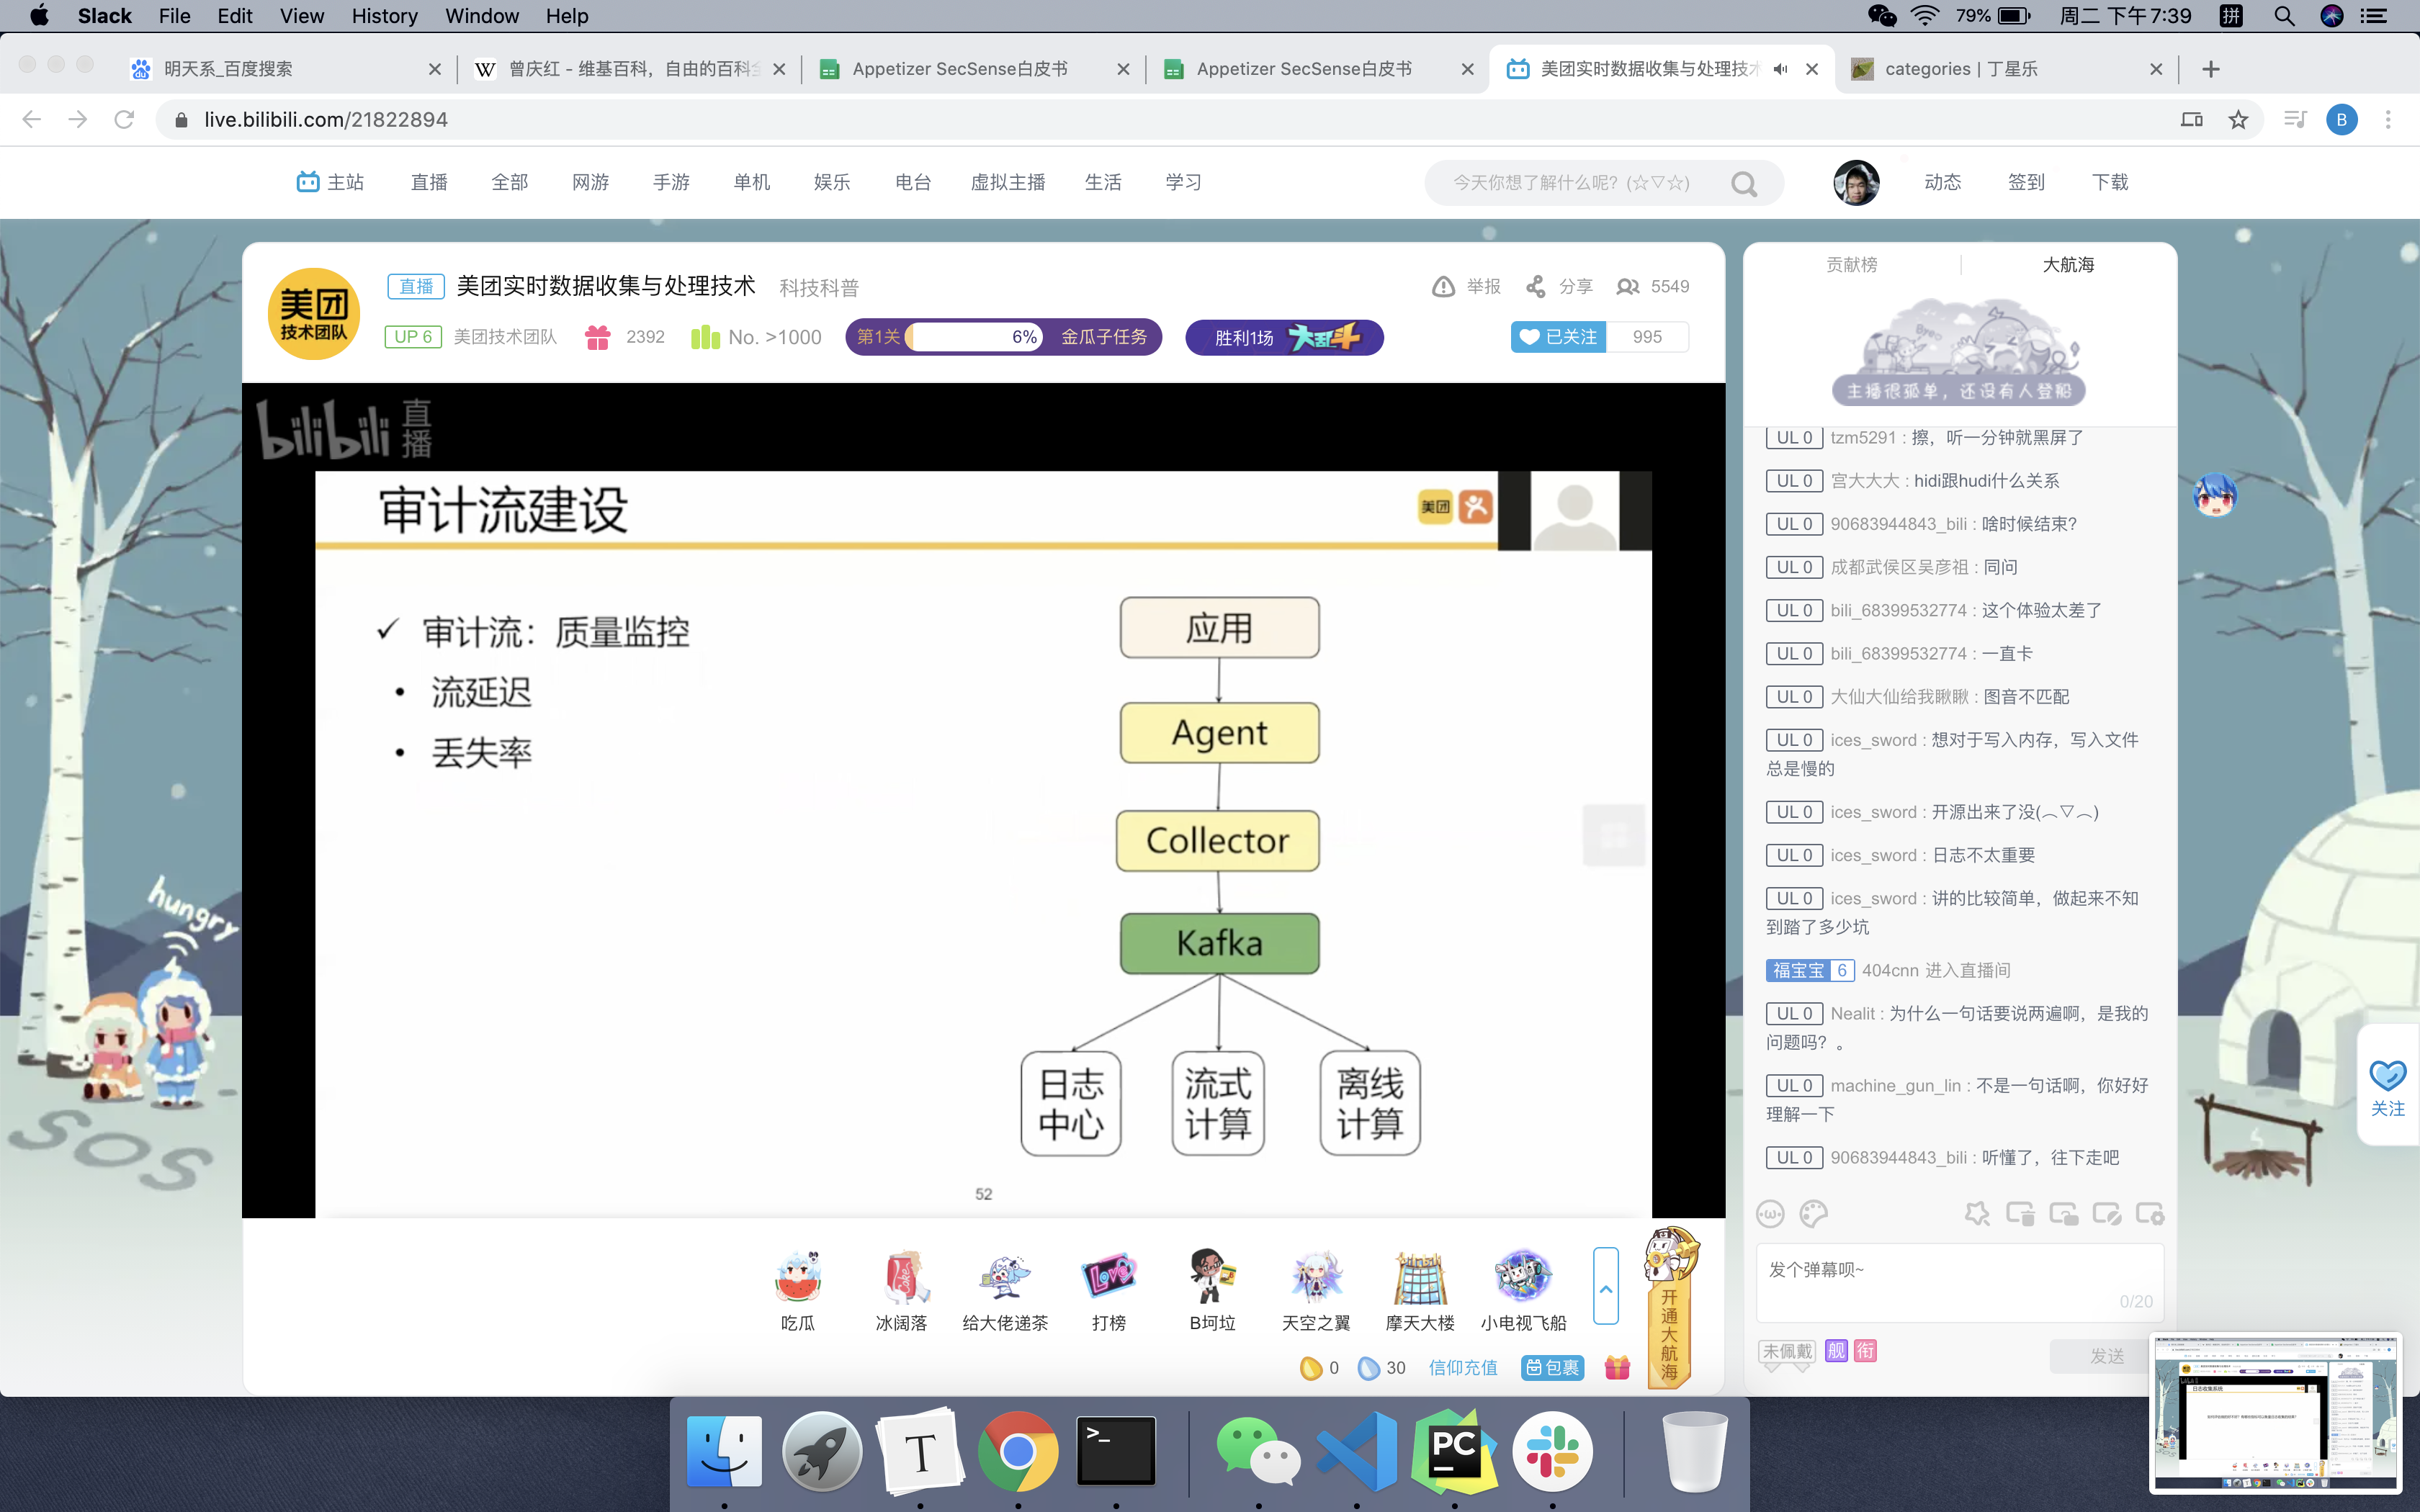 Slack File Edit View History Window Help 79% 周二 下午7:39 拼
明天系_百度搜索 曾庆红 - 维基百科，自由的百科全 Appetizer SecSense白皮书 Appetizer SecSense白皮书 美团实时数据收集与处理技术 categories | 丁星乐
live.bilibili.com/21822894 B
主站 直播 全部 网游 手游 单机 娱乐 电台 虚拟主播 生活 学习 今天你想了解什么呢？(☆▽☆) 动态 签到 下载
美团
技术团队
直播 美团实时数据收集与处理技术 科技科普 举报 分享 5549
UP 6 美团技术团队 2392 No. >1000 第1关 6% 金瓜子任务 胜利1场 大乱斗 已关注 995
bilibili 直播
审计流建设
美团
✓ 审计流：质量监控
• 流延迟
• 丢失率
应用
Agent
Collector
Kafka
日志
中心
流式
计算
离线
计算
52
贡献榜 大航海
主播很孤单，还没有人登船
UL 0 tzm5291 : 擦，听一分钟就黑屏了
UL 0 宫大大大 : hidi跟hudi什么关系
UL 0 90683944843_bili : 啥时候结束?
UL 0 成都武侯区吴彦祖 : 同问
UL 0 bili_68399532774 : 这个体验太差了
UL 0 bili_68399532774 : 一直卡
UL 0 大仙大仙给我瞅瞅 : 图音不匹配
UL 0 ices_sword : 想对于写入内存，写入文件
总是慢的
UL 0 ices_sword : 开源出来了没(︵▽︵)
UL 0 ices_sword : 日志不太重要
UL 0 ices_sword : 讲的比较简单，做起来不知
到踏了多少坑
福宝宝 6 404cnn 进入直播间
UL 0 Nealit : 为什么一句话要说两遍啊，是我的
问题吗？。
UL 0 machine_gun_lin : 不是一句话啊，你好好
理解一下
UL 0 90683944843_bili : 听懂了，往下走吧
发个弹幕呗~
0/20
未佩戴 舰 衔 发送
hungry
SOS
关注
吃瓜 冰阔落 给大佬递茶 打榜 B坷垃 天空之翼 摩天大楼 小电视飞船
Love
0 30 信仰充值 包裹
开通大航海
T
>_
PC